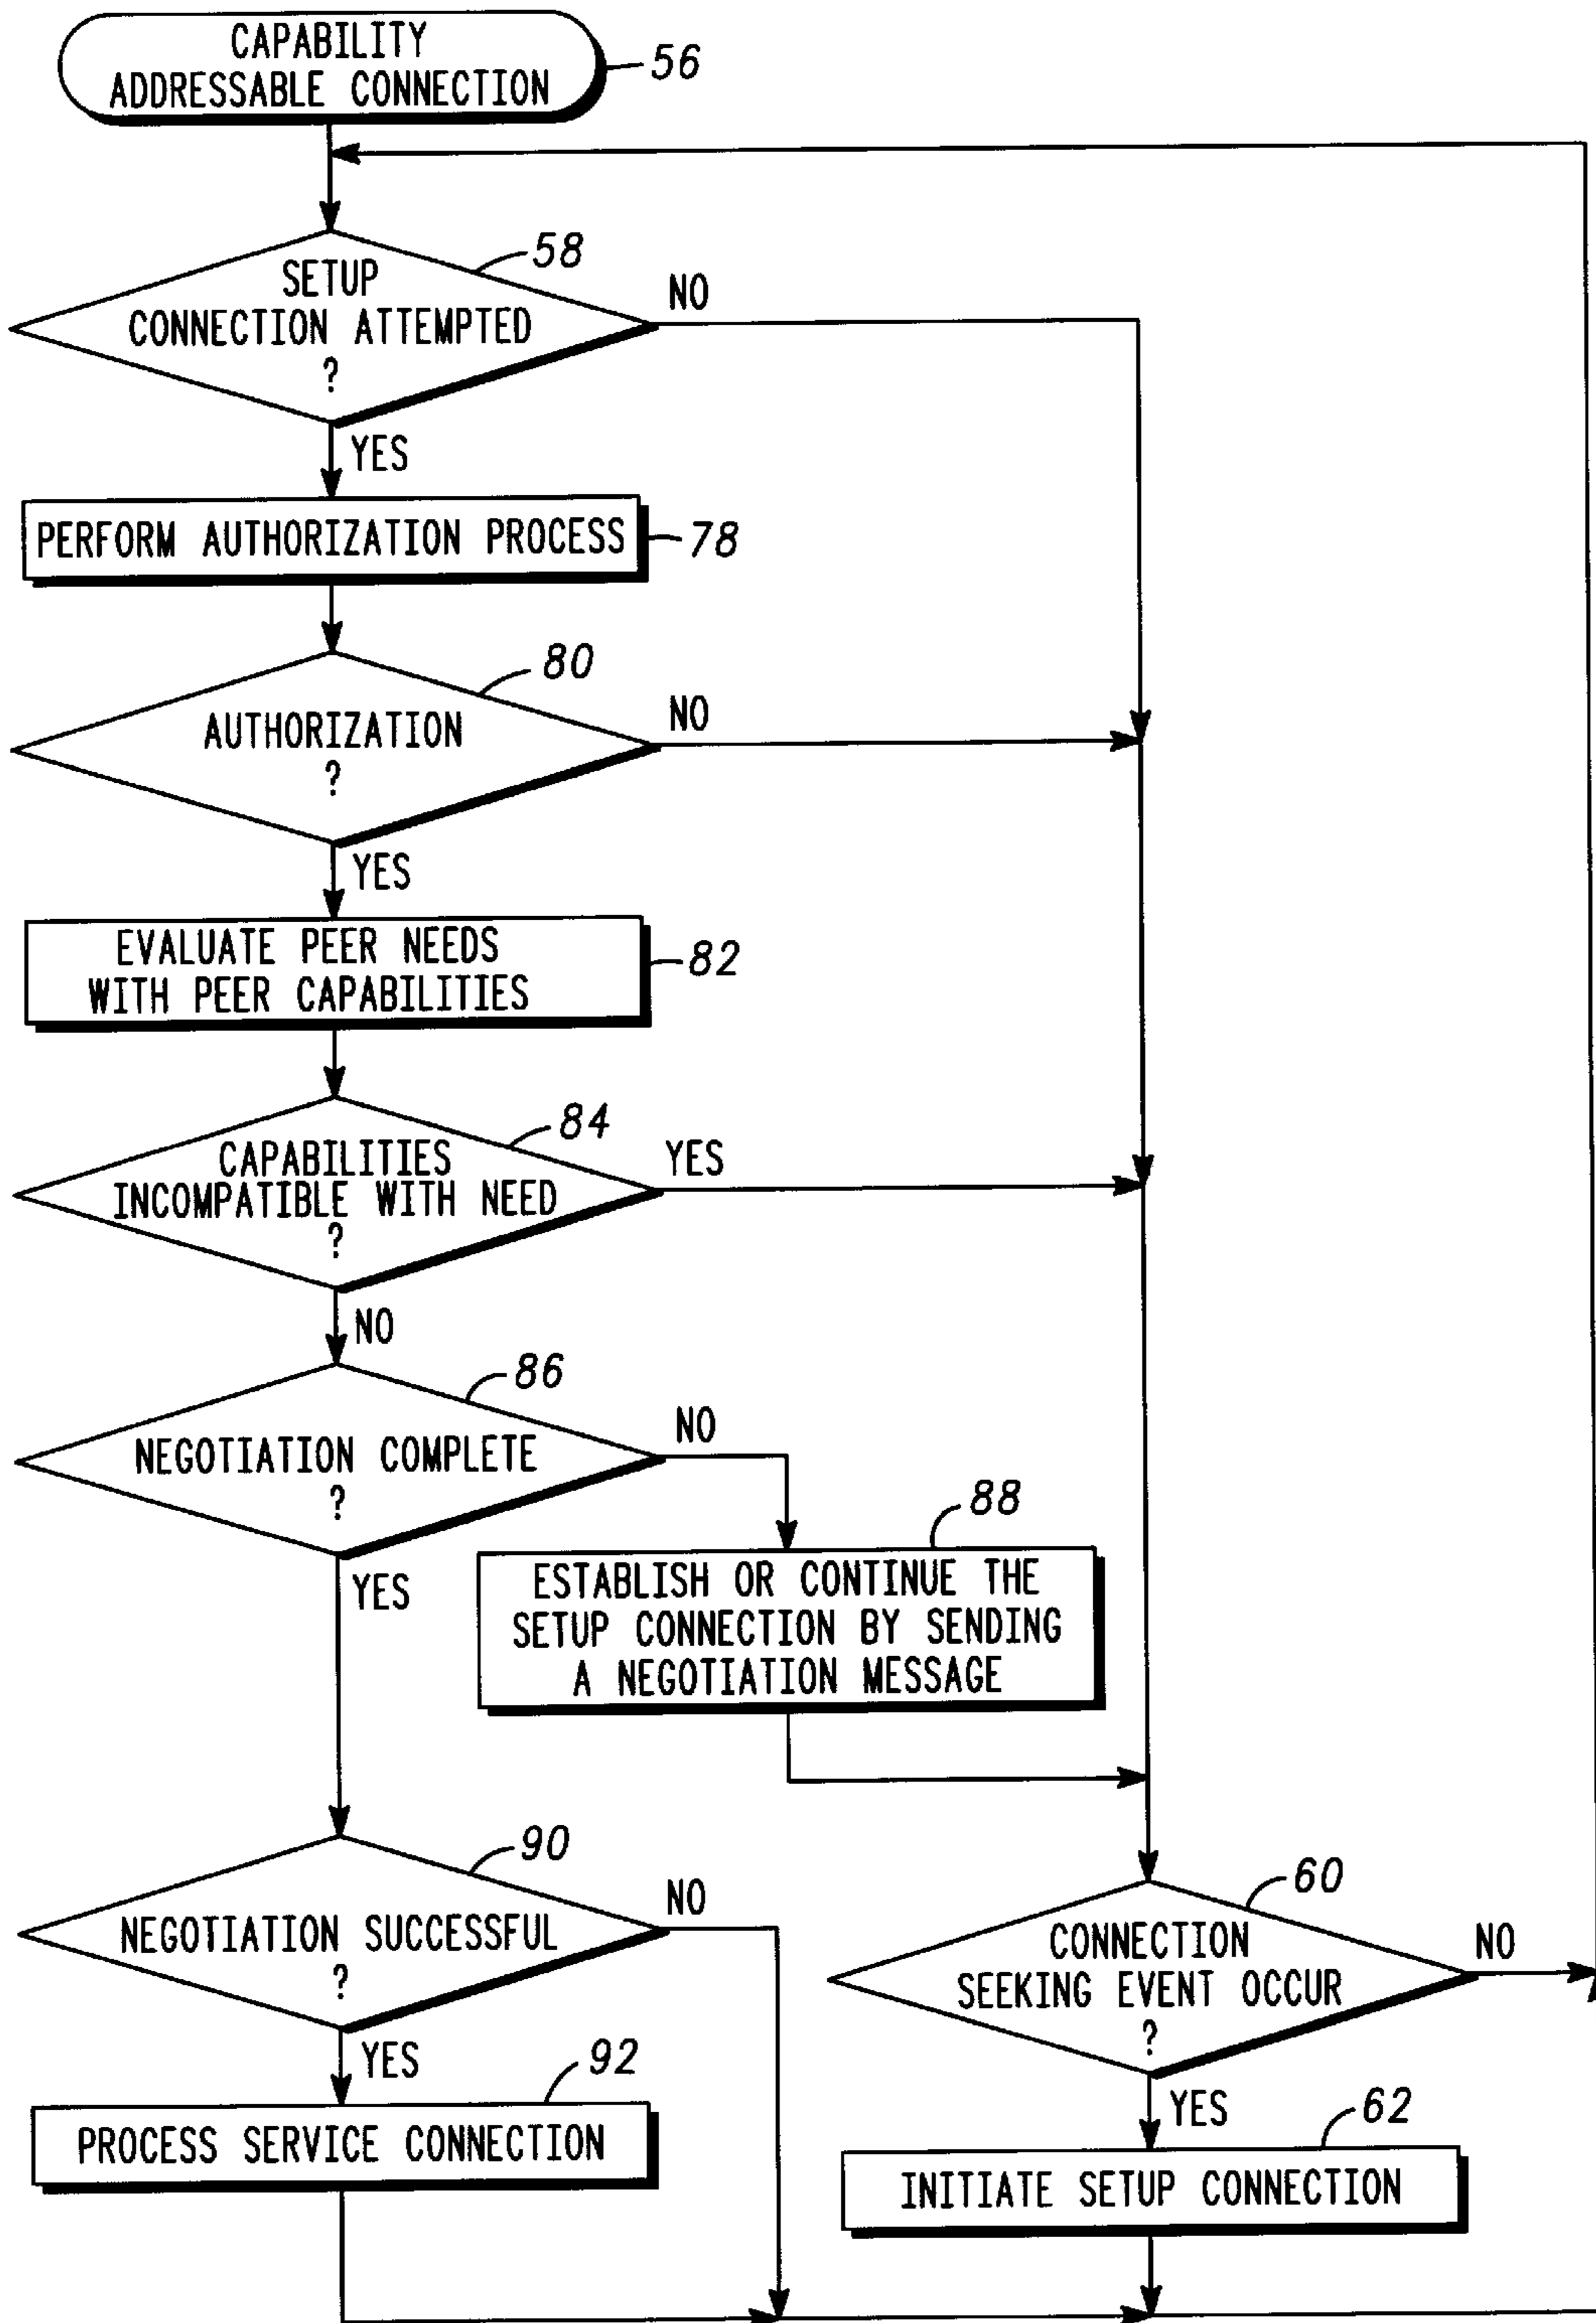 CAPABILITY
ADDRESSABLE CONNECTION
56
58
SETUP
CONNECTION ATTEMPTED
?
NO
YES
PERFORM AUTHORIZATION PROCESS
78
80
AUTHORIZATION
?
NO
YES
EVALUATE PEER NEEDS
WITH PEER CAPABILITIES
82
84
CAPABILITIES
INCOMPATIBLE WITH NEED
?
YES
NO
86
NEGOTIATION COMPLETE
?
NO
YES
88
ESTABLISH OR CONTINUE THE
SETUP CONNECTION BY SENDING
A NEGOTIATION MESSAGE
90
NEGOTIATION SUCCESSFUL
?
NO
YES
92
PROCESS SERVICE CONNECTION
60
CONNECTION
SEEKING EVENT OCCUR
?
NO
YES
62
INITIATE SETUP CONNECTION